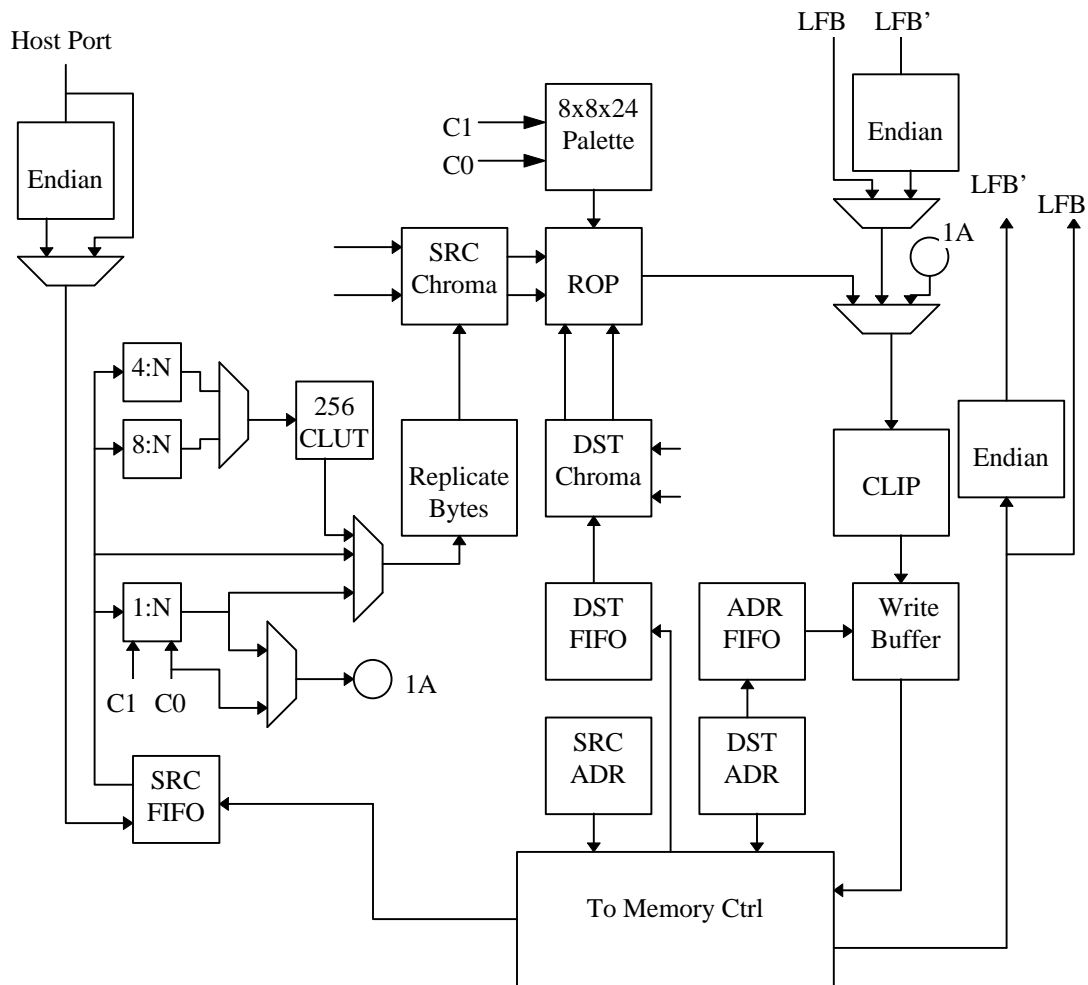 LFB
LFB’
Host Port
8x8x24
Palette
C1
C0
Endian
Endian
LFB’
LFB
1A
SRC
Chroma
ROP
4:N
8:N
256
CLUT
Replicate
Bytes
DST
Chroma
CLIP
Endian
1:N
C1
C0
1A
DST
FIFO
ADR
FIFO
Write
Buffer
SRC
ADR
DST
ADR
SRC
FIFO
To Memory Ctrl